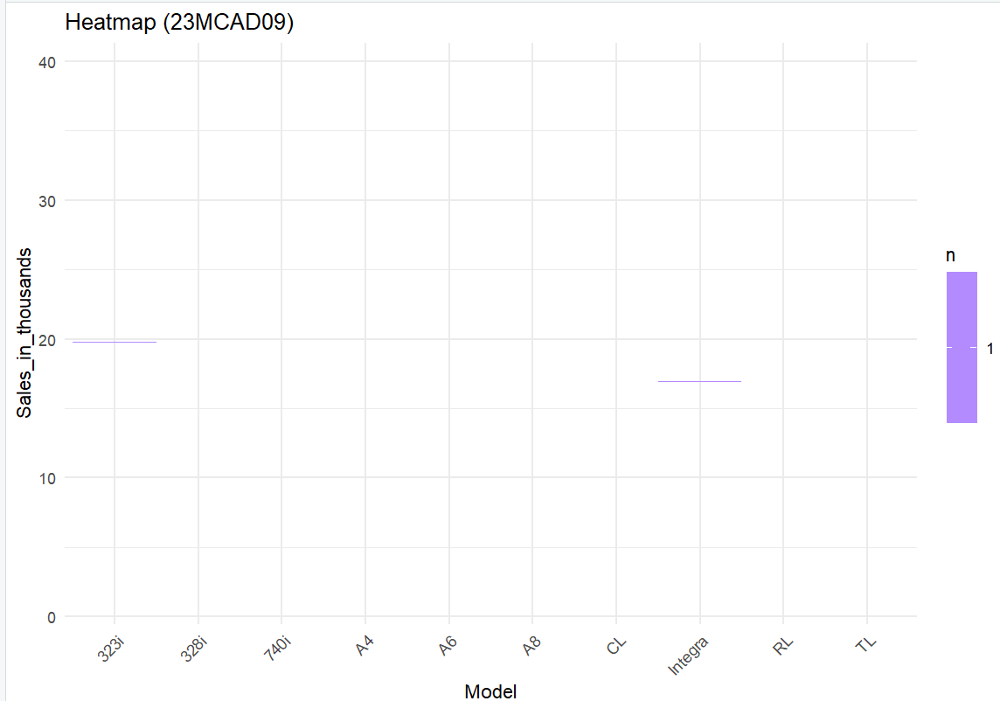 Heatmap (23MCAD09)
40
30
20
10
0
Sales_in_thousands
323i
328i
740i
A4
A6
A8
CL
Integra
RL
TL
Model
n
1